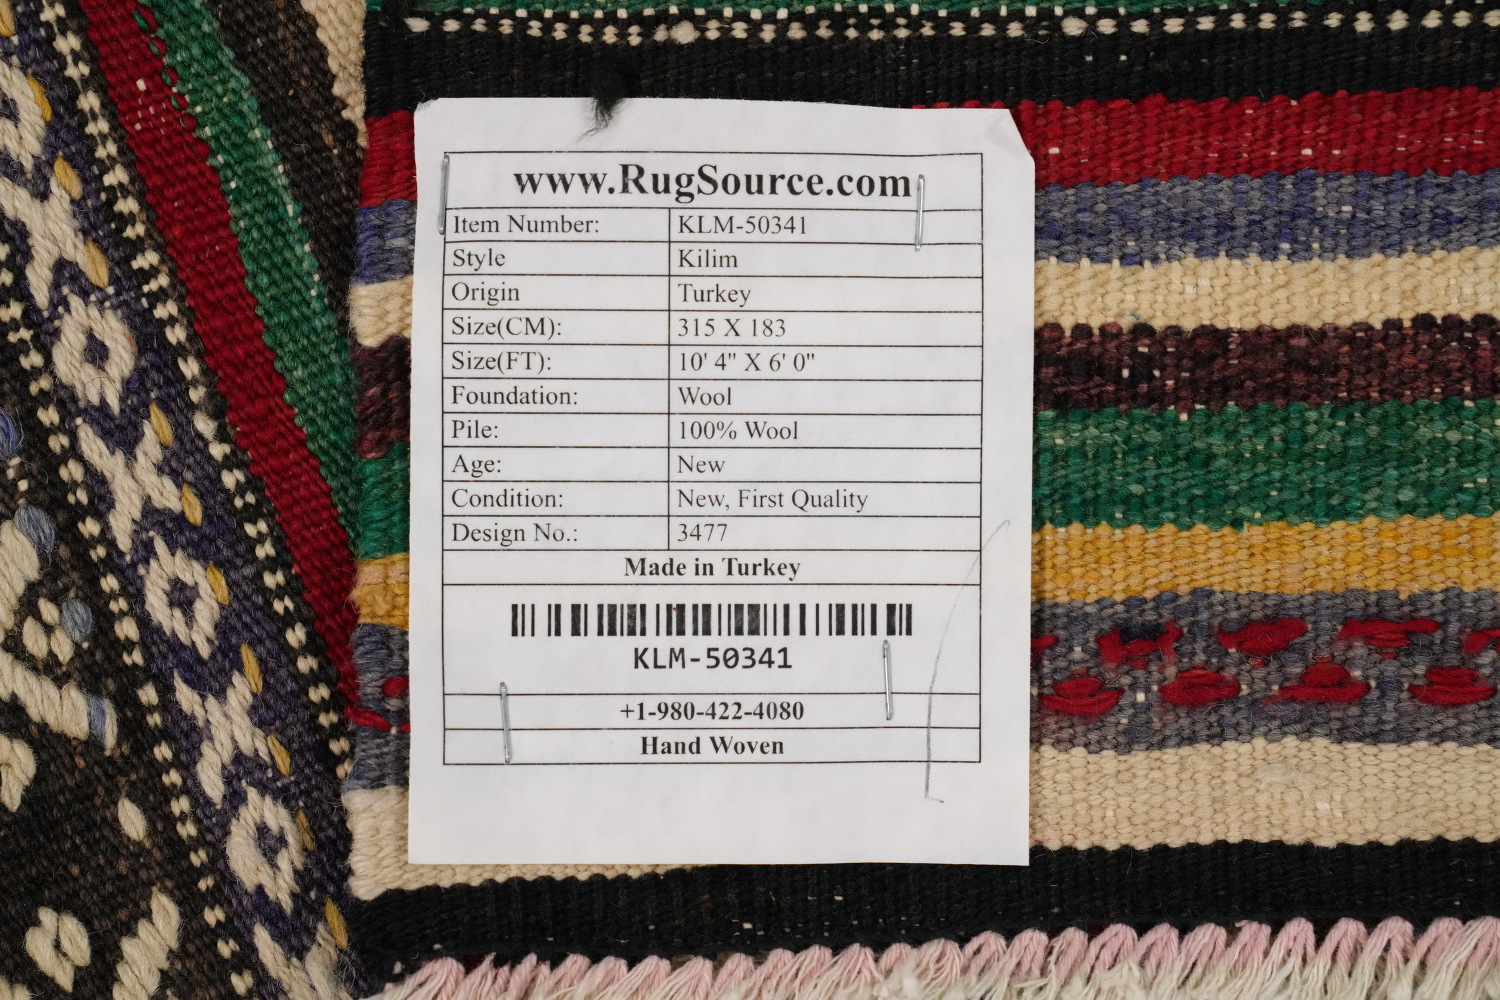 www.RugSource.com
Item Number: KLM-50341
Style Kilim
Origin Turkey
Size(CM): 315 X 183
Size(FT): 10' 4" X 6' 0"
Foundation: Wool
Pile: 100% Wool
Age: New
Condition: New, First Quality
Design No.: 3477
Made in Turkey
KLM-50341
+1-980-422-4080
Hand Woven